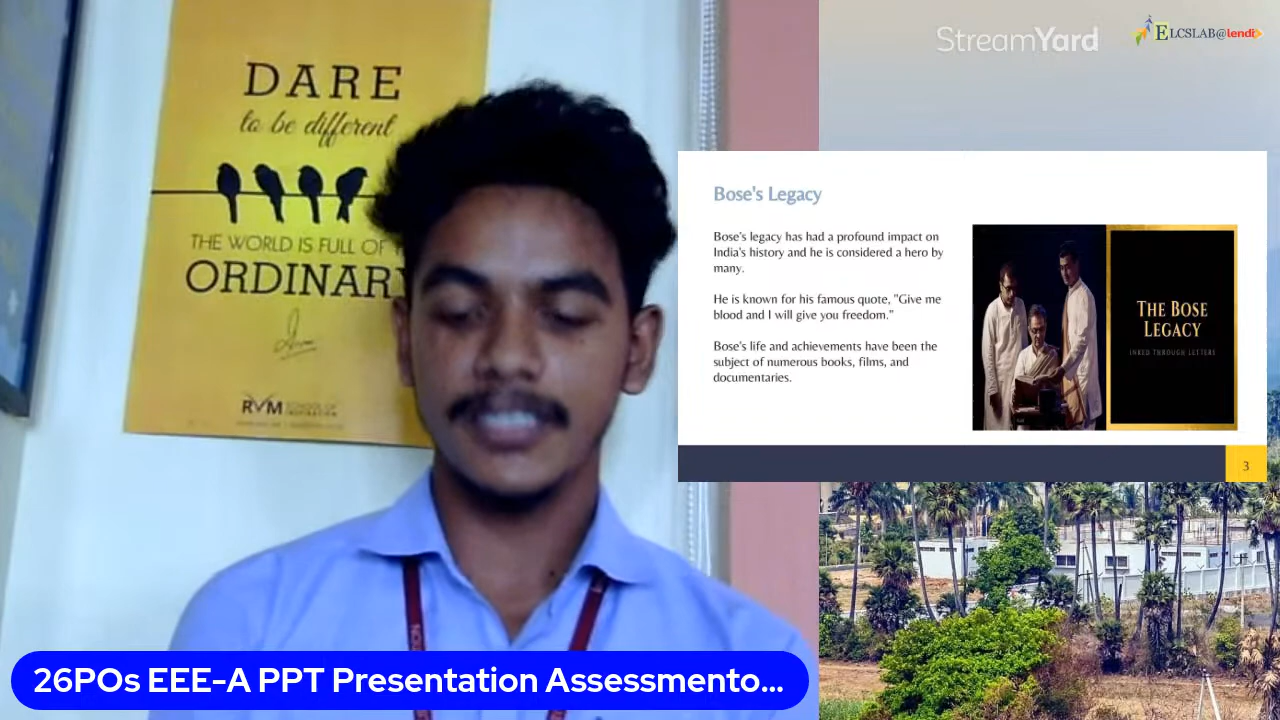 DARE
to be different
THE WORLD IS FULL OF
ORDINARY
RVM SCHOOL OF
INSPIRATION
StreamYard
ELCSLAB@lendi
Bose's Legacy
Bose's legacy has had a profound impact on
India's history and he is considered a hero by
many.
He is known for his famous quote, "Give me
blood and I will give you freedom."
Bose's life and achievements have been the
subject of numerous books, films, and
documentaries.
THE BOSE
LEGACY
INKED THROUGH LETTERS
3
26POs EEE-A PPT Presentation Assessmento...